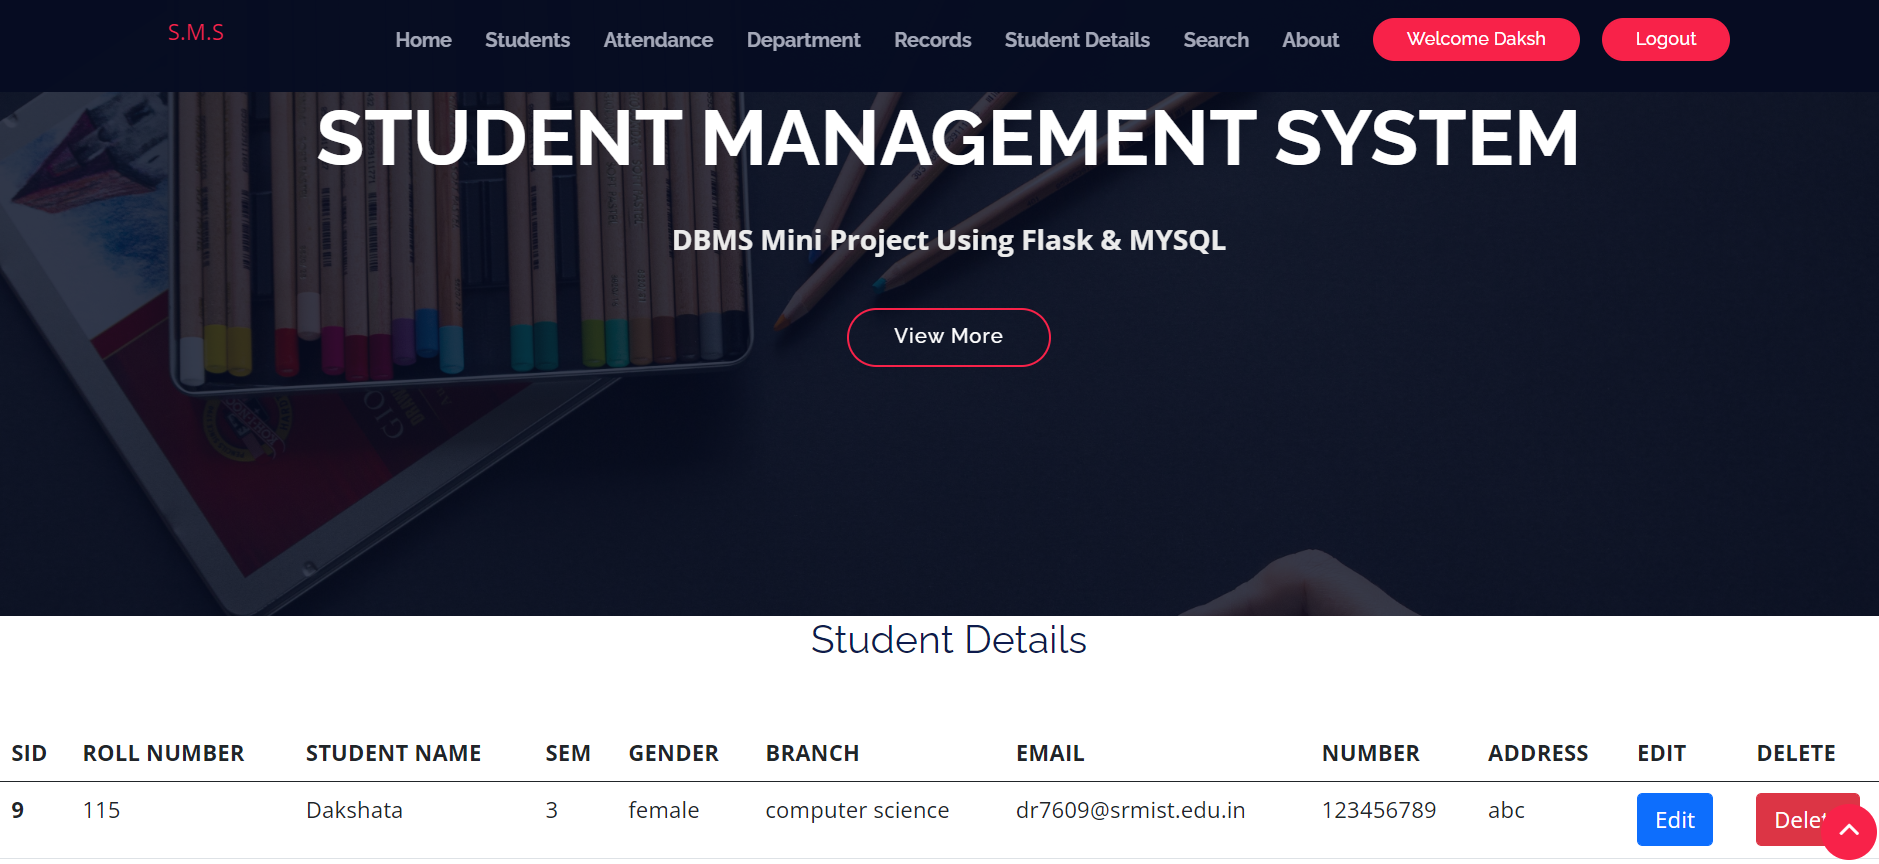 S.M.S
Home Students Attendance Department Records Student Details Search About Welcome Daksh Logout
STUDENT MANAGEMENT SYSTEM
DBMS Mini Project Using Flask & MYSQL
View More
Student Details
SID ROLL NUMBER STUDENT NAME SEM GENDER BRANCH EMAIL NUMBER ADDRESS EDIT DELETE
9 115 Dakshata 3 female computer science dr7609@srmist.edu.in 123456789 abc Edit